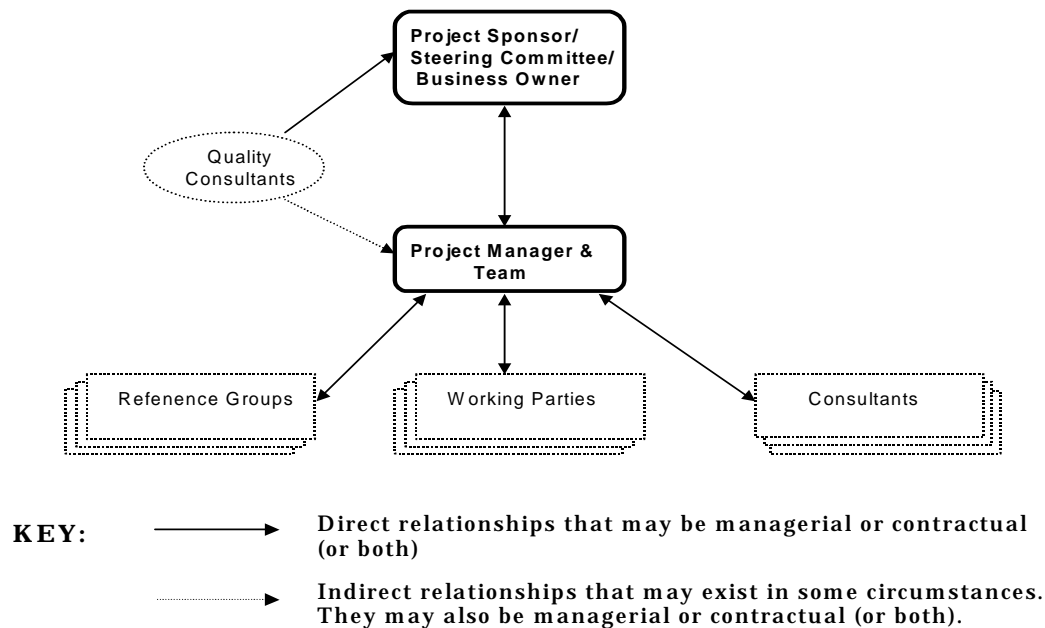 Project Sponsor/
Steering Committee/
Business Owner
Quality
Consultants
Project Manager &
Team
Refenence Groups
Working Parties
Consultants
KEY:
Direct relationships that may be managerial or contractual
(or both)
Indirect relationships that may exist in some circumstances.
They may also be managerial or contractual (or both).